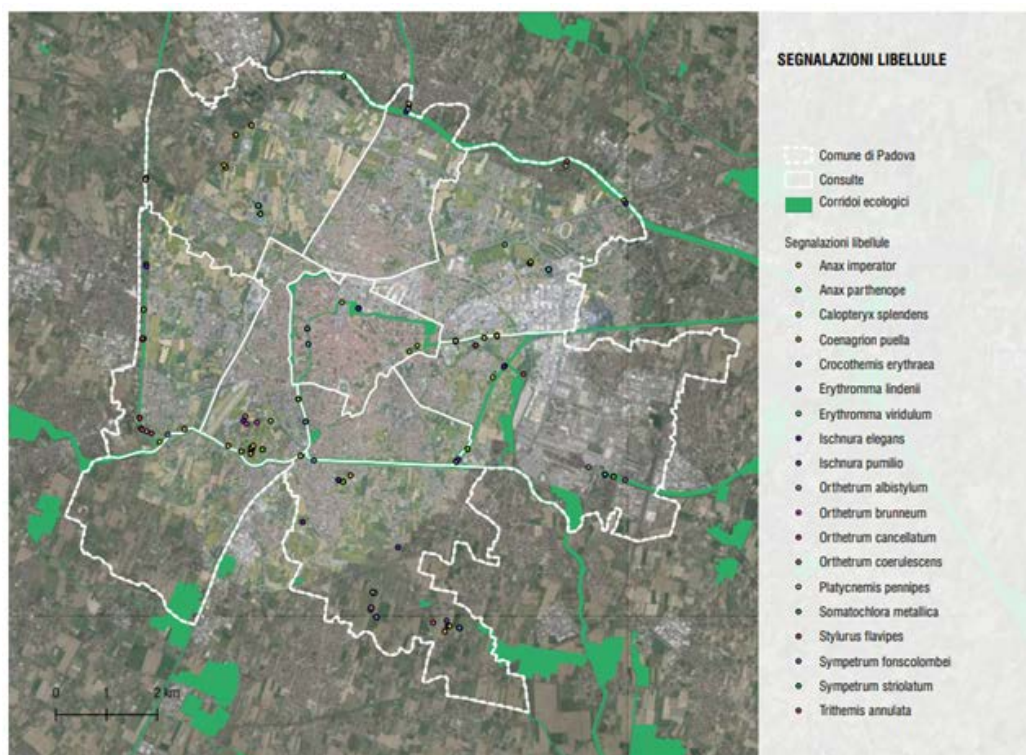 SEGNALAZIONI LIBELLULE
Comune di Padova
Consulte
Corridoi ecologici
Segnalazioni libellule
Anax imperator
Anax parthenope
Calopteryx splendens
Coenagrion puella
Crocothemis erythraea
Erythromma lindenii
Erythromma viridulum
Ischnura elegans
Ischnura pumilio
Orthetrum albistylum
Orthetrum brunneum
Orthetrum cancellatum
Orthetrum coerulescens
Platycnemis pennipes
Somatochlora metallica
Stylurus flavipes
Sympetrum fonscolombei
Sympetrum striolatum
Trithemis annulata
0 1 2 km